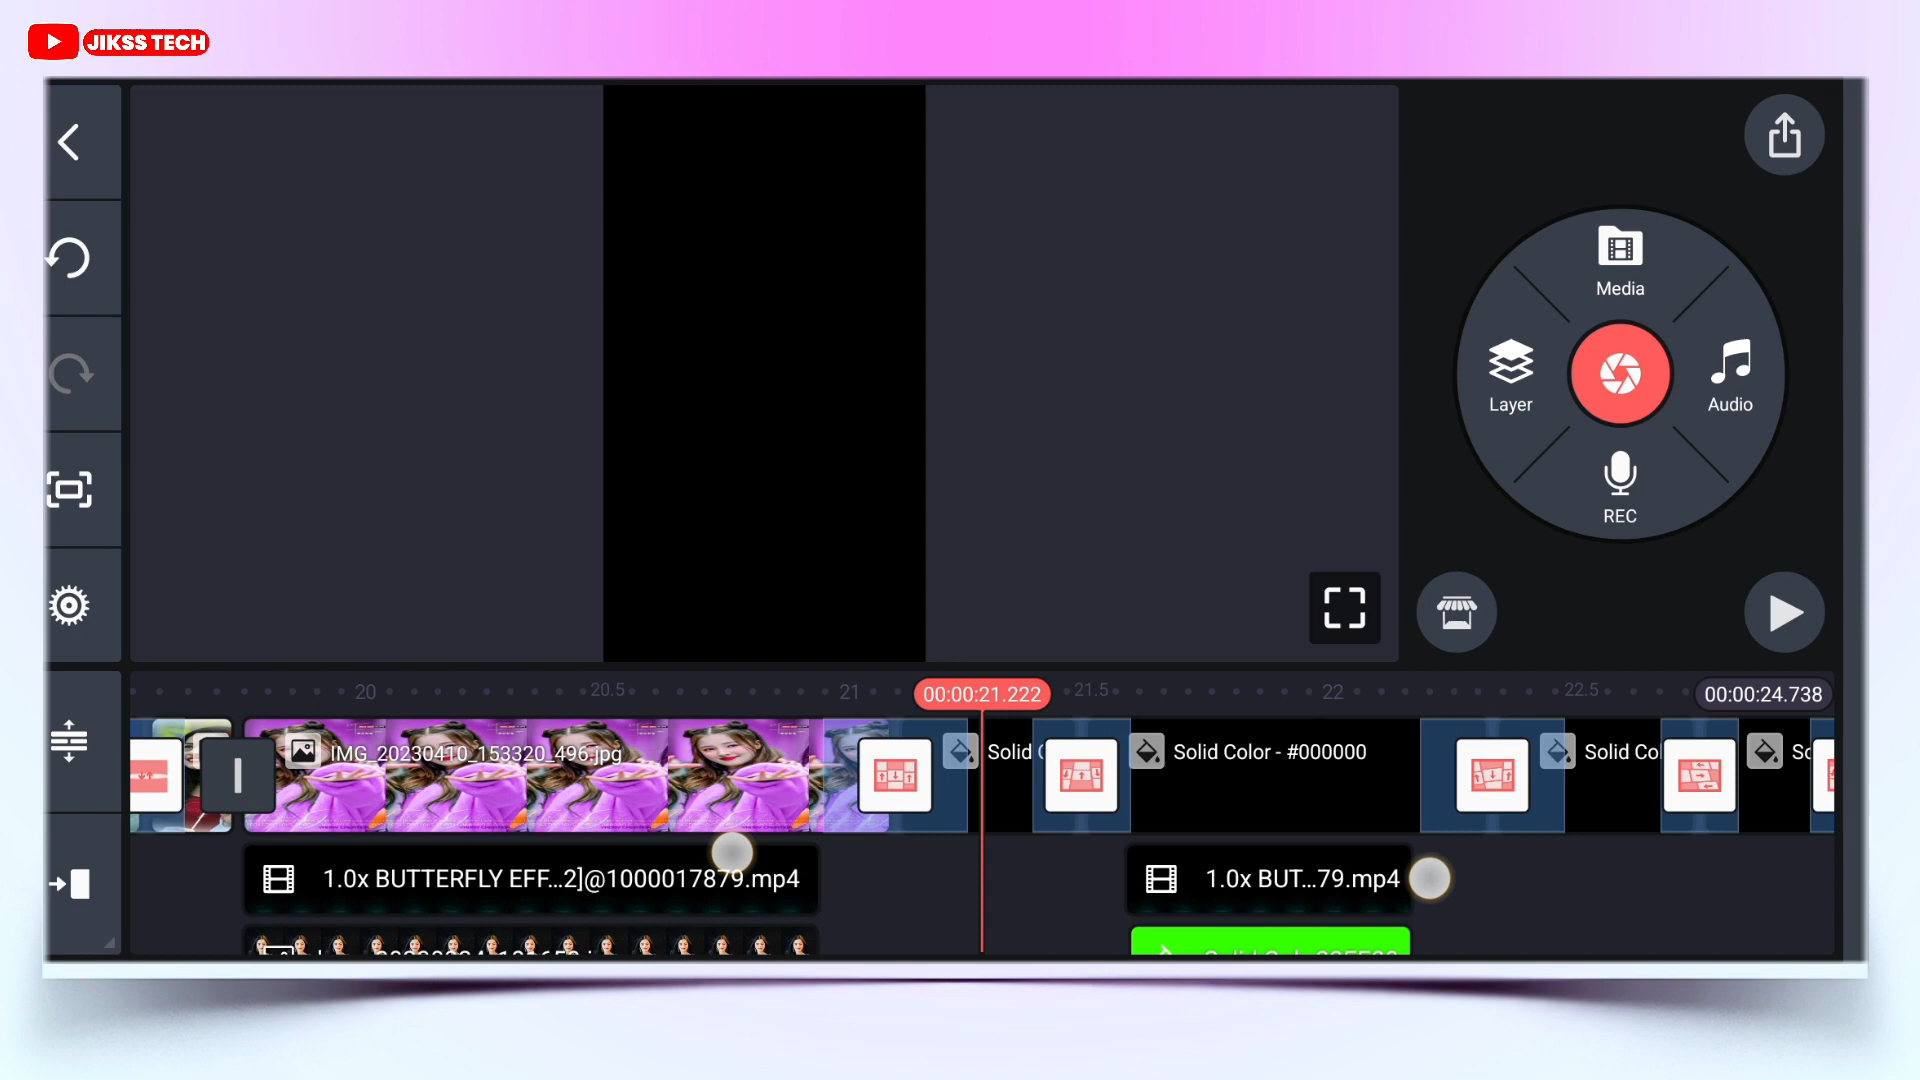 JIKSS TECH
Media
Layer
Audio
REC
20
20.5
21
00:00:21.222
21.5
22
22.5
00:00:24.738
IMG_20230410_153320_496.jpg
Solid
Solid Color - #000000
Solid Col
So
1.0x BUTTERFLY EFF...2]@1000017879.mp4
1.0x BUT...79.mp4